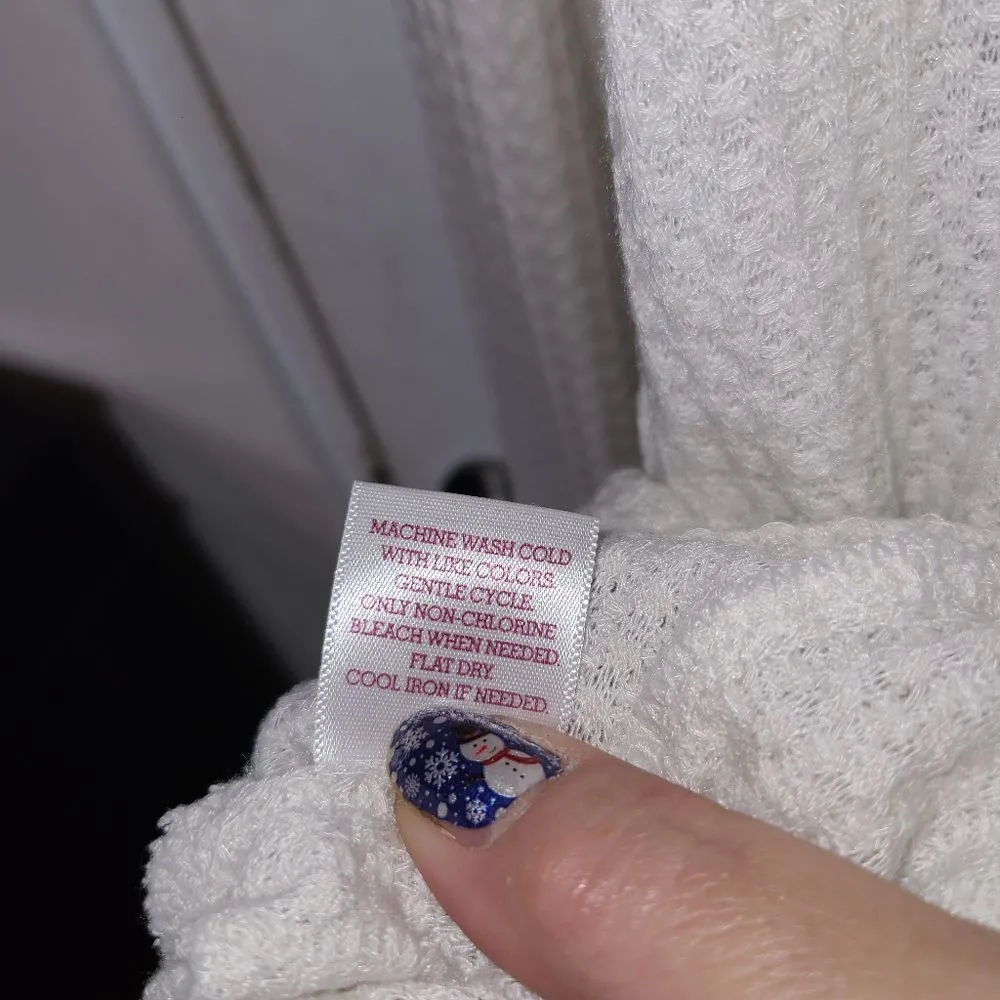 MACHINE WASH COLD
WITH LIKE COLORS
GENTLE CYCLE.
ONLY NON-CHLORINE
BLEACH WHEN NEEDED.
FLAT DRY.
COOL IRON IF NEEDED